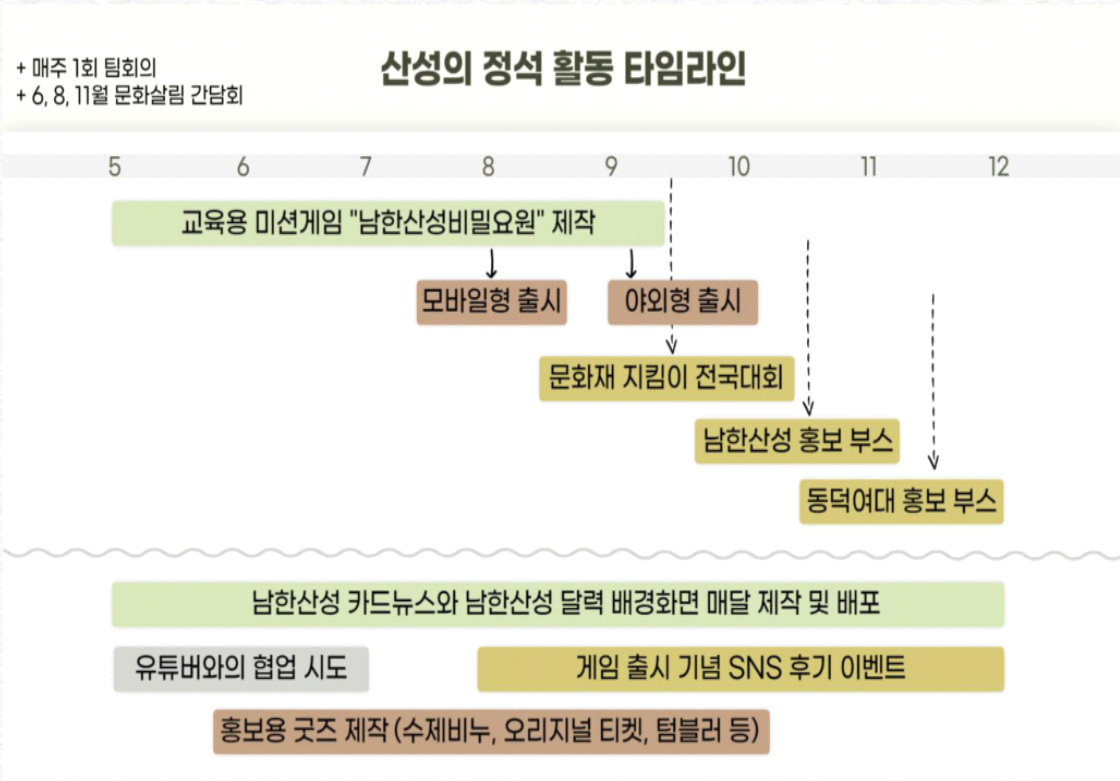 산성의 정석 활동 타임라인
+ 매주 1회 팀회의
+ 6, 8, 11월 문화살림 간담회
5 6 7 8 9 10 11 12
교육용 미션게임 "남한산성비밀요원" 제작
모바일형 출시 야외형 출시
문화재 지킴이 전국대회
남한산성 홍보 부스
동덕여대 홍보 부스
남한산성 카드뉴스와 남한산성 달력 배경화면 매달 제작 및 배포
유튜버와의 협업 시도 게임 출시 기념 SNS 후기 이벤트
홍보용 굿즈 제작 (수제비누, 오리지널 티켓, 텀블러 등)